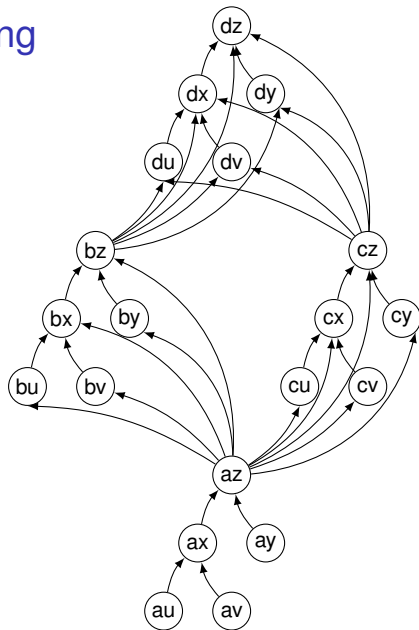 ng
dz
dx dy
du dv
bz cz
bx by cx cy
bu bv cu cv
az
ax ay
au av